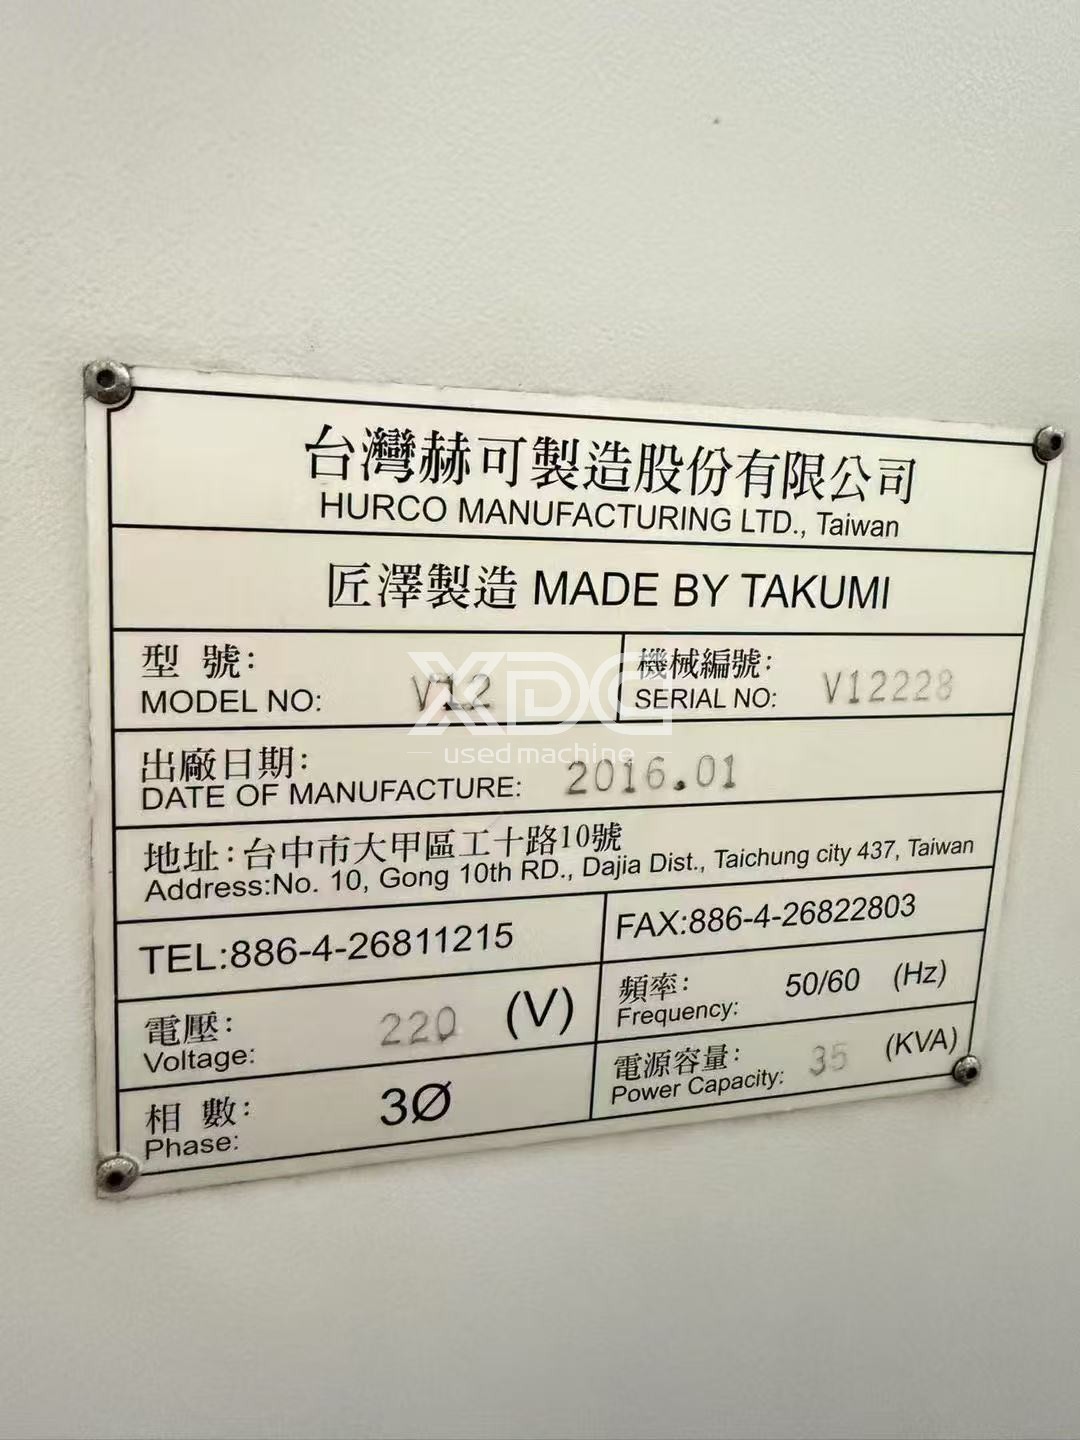 台灣赫可製造股份有限公司
HURCO MANUFACTURING LTD., Taiwan
匠澤製造 MADE BY TAKUMI
型 號:
MODEL NO: V12
機械編號:
SERIAL NO: V12228
XDG
used machine
出廠日期:
DATE OF MANUFACTURE: 2016.01
地址:台中市大甲區工十路10號
Address:No. 10, Gong 10th RD., Dajia Dist., Taichung city 437, Taiwan
TEL:886-4-26811215
FAX:886-4-26822803
電壓:
Voltage: 220 (V)
頻率:
Frequency: 50/60 (Hz)
相 數:
Phase: 3Ø
電源容量:
Power Capacity: 35 (KVA)